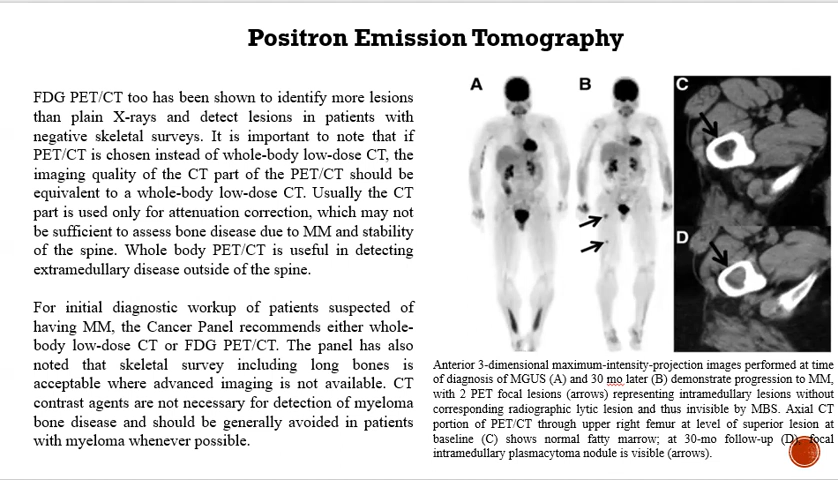 Positron Emission Tomography
FDG PET/CT too has been shown to identify more lesions
than plain X-rays and detect lesions in patients with
negative skeletal surveys. It is important to note that if
PET/CT is chosen instead of whole-body low-dose CT, the
imaging quality of the CT part of the PET/CT should be
equivalent to a whole-body low-dose CT. Usually the CT
part is used only for attenuation correction, which may not
be sufficient to assess bone disease due to MM and stability
of the spine. Whole body PET/CT is useful in detecting
extramedullary disease outside of the spine.
For initial diagnostic workup of patients suspected of
having MM, the Cancer Panel recommends either whole-
body low-dose CT or FDG PET/CT. The panel has also
noted that skeletal survey including long bones is
acceptable where advanced imaging is not available. CT
contrast agents are not necessary for detection of myeloma
bone disease and should be generally avoided in patients
with myeloma whenever possible.
A
B
C
D
Anterior 3-dimensional maximum-intensity-projection images performed at time
of diagnosis of MGUS (A) and 30 mo later (B) demonstrate progression to MM,
with 2 PET focal lesions (arrows) representing intramedullary lesions without
corresponding radiographic lytic lesion and thus invisible by MBS. Axial CT
portion of PET/CT through upper right femur at level of superior lesion at
baseline (C) shows normal fatty marrow; at 30-mo follow-up (D), focal
intramedullary plasmacytoma nodule is visible (arrows).